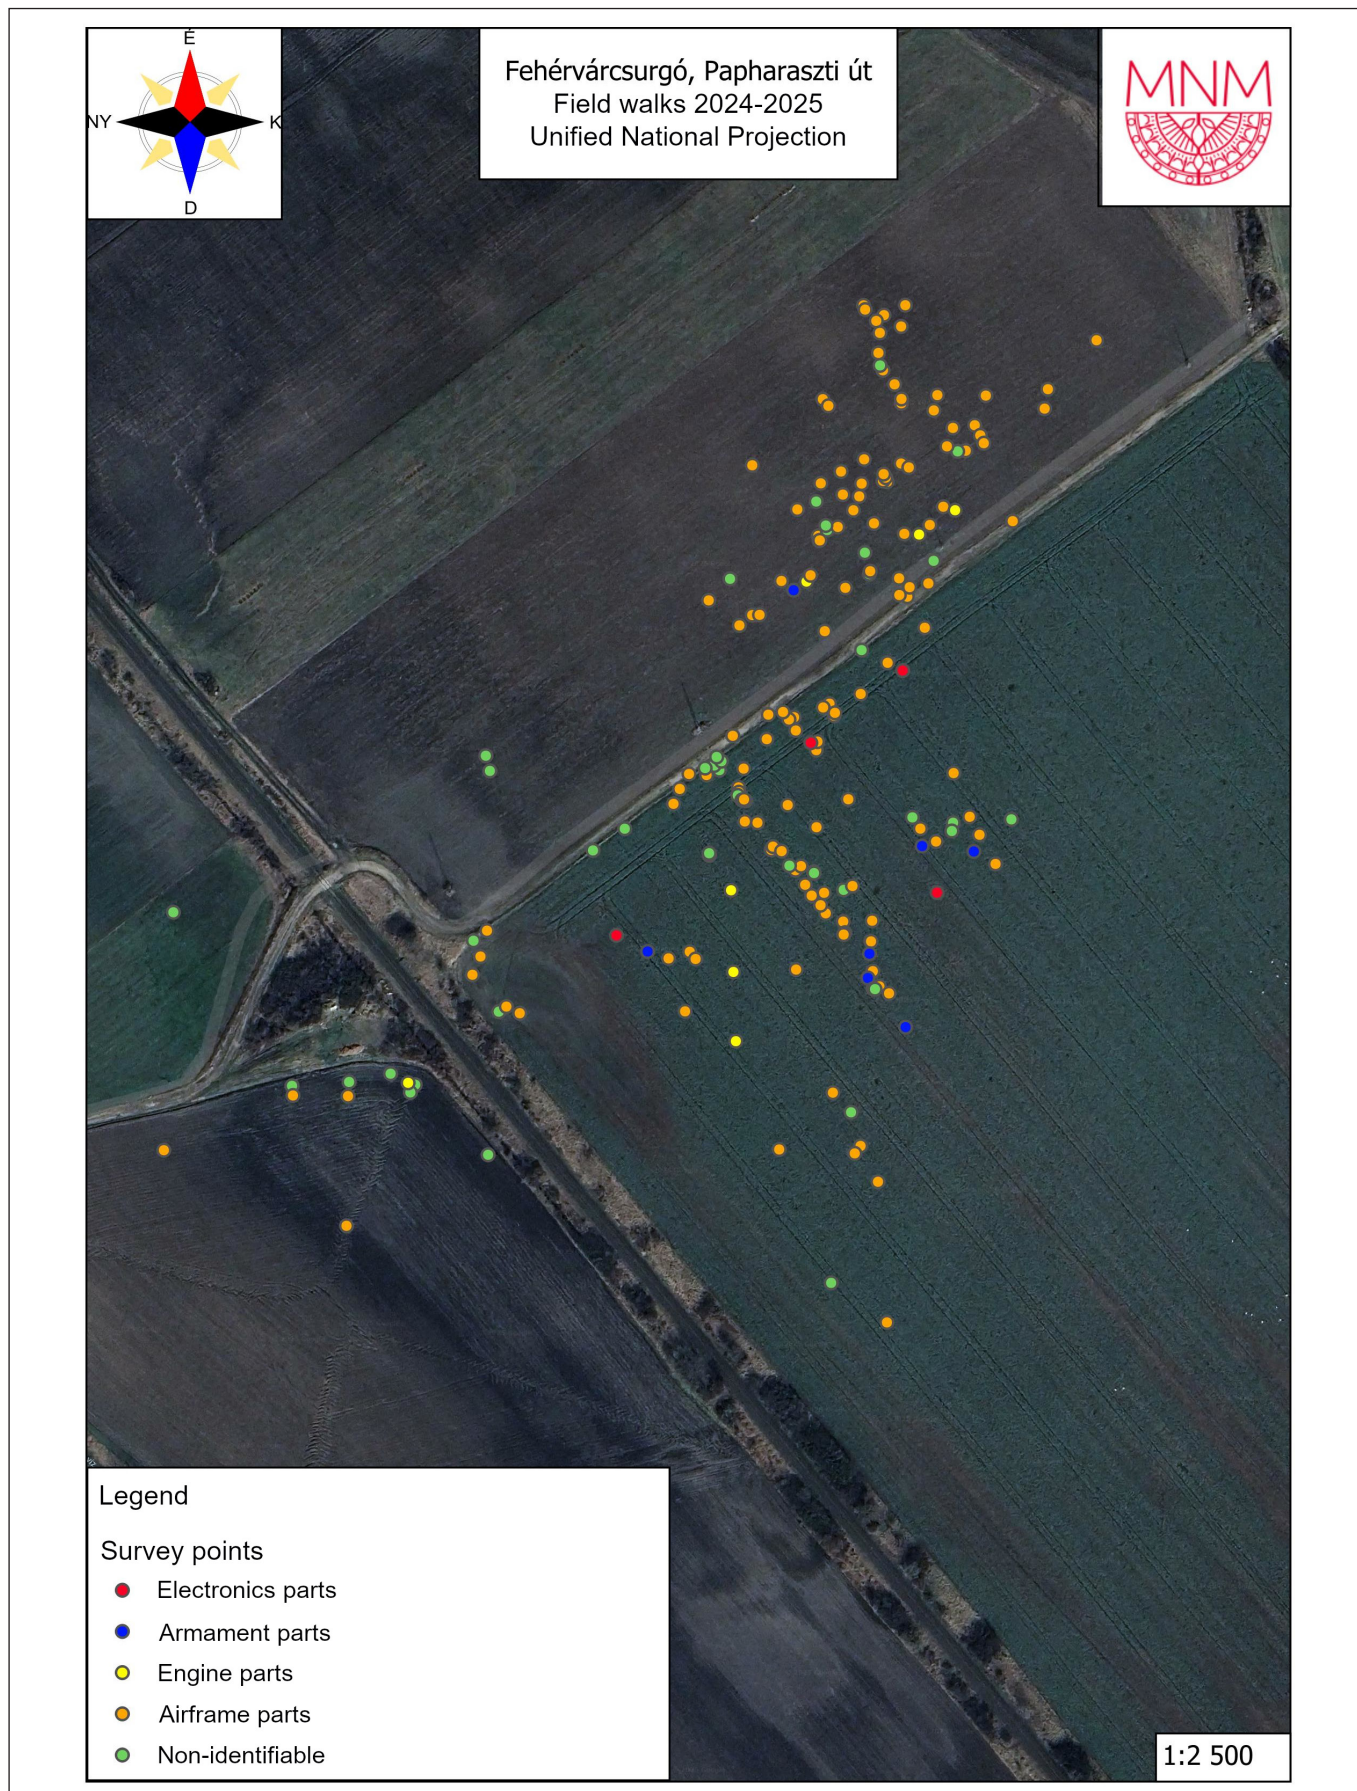 É
NY
K
D
Fehérvárcsurgó, Papharaszti út
Field walks 2024-2025
Unified National Projection
MNM
Legend
Survey points
Electronics parts
Armament parts
Engine parts
Airframe parts
Non-identifiable
1:2 500